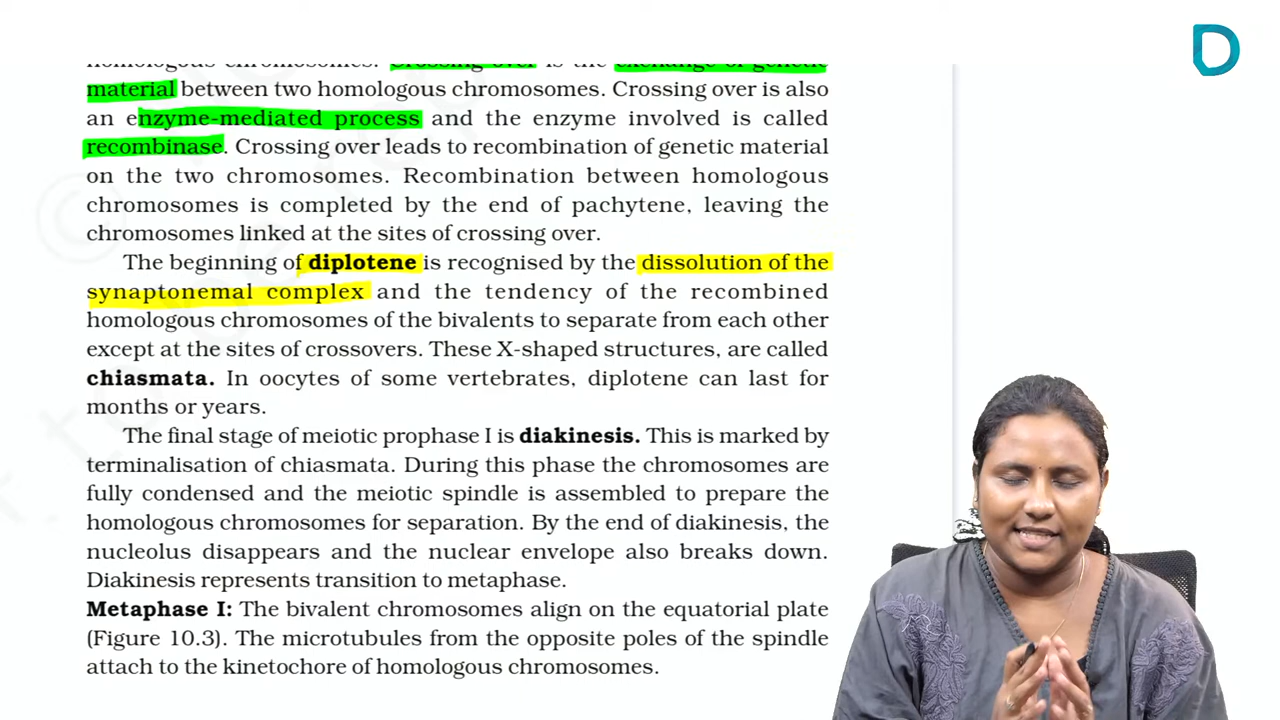 homologous chromosomes. Crossing over is the exchange of genetic
material between two homologous chromosomes. Crossing over is also
an enzyme-mediated process and the enzyme involved is called
recombinase. Crossing over leads to recombination of genetic material
on the two chromosomes. Recombination between homologous
chromosomes is completed by the end of pachytene, leaving the
chromosomes linked at the sites of crossing over.
The beginning of diplotene is recognised by the dissolution of the
synaptonemal complex and the tendency of the recombined
homologous chromosomes of the bivalents to separate from each other
except at the sites of crossovers. These X-shaped structures, are called
chiasmata. In oocytes of some vertebrates, diplotene can last for
months or years.
The final stage of meiotic prophase I is diakinesis. This is marked by
terminalisation of chiasmata. During this phase the chromosomes are
fully condensed and the meiotic spindle is assembled to prepare the
homologous chromosomes for separation. By the end of diakinesis, the
nucleolus disappears and the nuclear envelope also breaks down.
Diakinesis represents transition to metaphase.
Metaphase I: The bivalent chromosomes align on the equatorial plate
(Figure 10.3). The microtubules from the opposite poles of the spindle
attach to the kinetochore of homologous chromosomes.
D